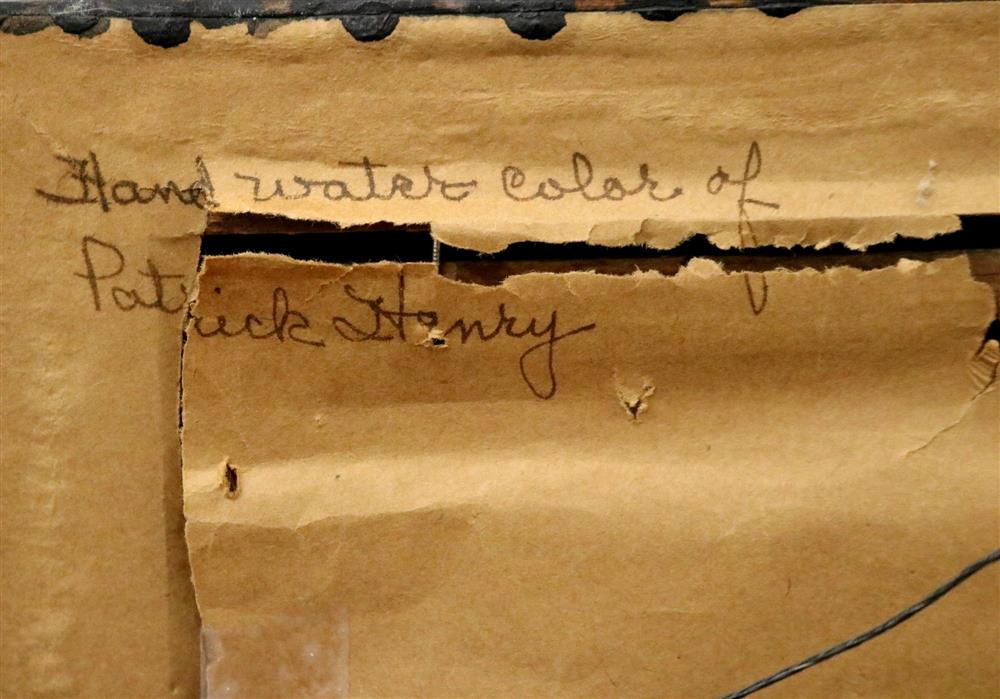 Hand water color of
Patrick Henry